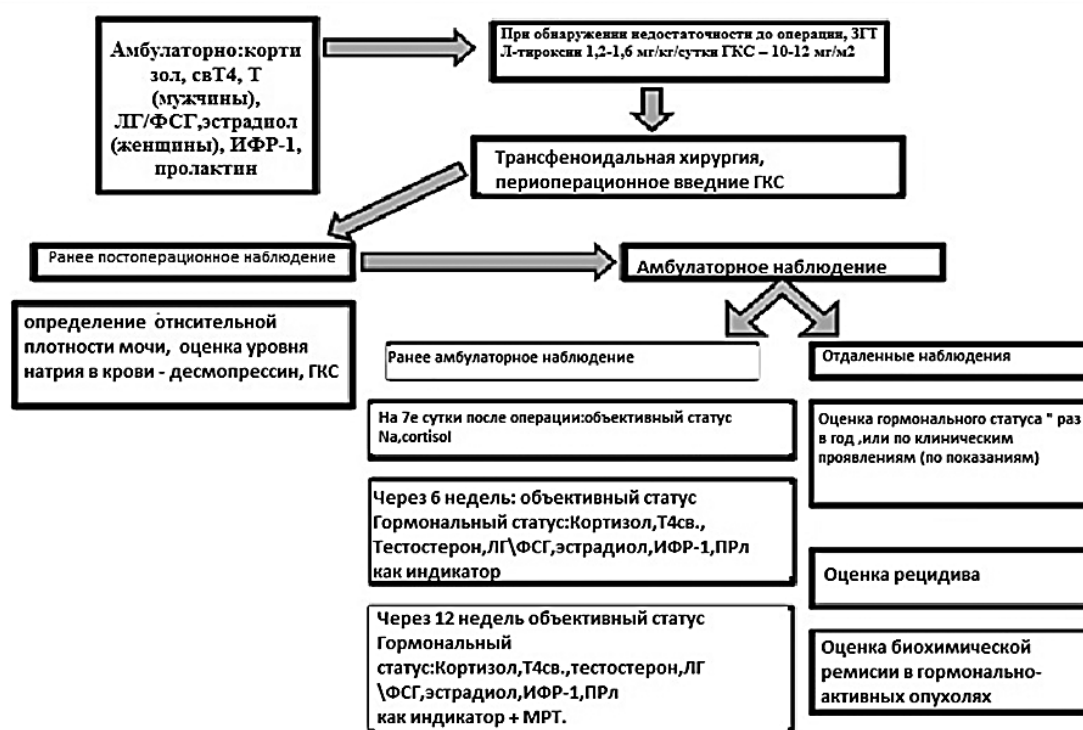 Амбулаторно:корти
зол, свТ4, Т
(мужчины),
ЛГ/ФСГ,эстрадиол
(женщины), ИФР-1,
пролактин
При обнаружении недостаточности до операции, ЗГТ
Л-тироксин 1,2-1,6 мг/кг/сутки ГКС – 10-12 мг/м2
Трансфеноидальная хирургия,
периоперационное введние ГКС
Ранее постоперационное наблюдение
Амбулаторное наблюдение
определение отнсительной
плотности мочи, оценка уровня
натрия в крови - десмопрессин, ГКС
Ранее амбулаторное наблюдение
На 7е сутки после операции:объективный статус
Na,cortisol
Через 6 недель: объективный статус
Гормональный статус:Кортизол,Т4св.,
Тестостерон,ЛГ\ФСГ,эстрадиол,ИФР-1,ПРл
как индикатор
Через 12 недель объективный статус
Гормональный
статус:Кортизол,Т4св.,тестостерон,ЛГ
\ФСГ,эстрадиол,ИФР-1,ПРл
как индикатор + МРТ.
Отдаленные наблюдения
Оценка гормонального статуса " раз
в год ,или по клиническим
проявлениям (по показаниям)
Оценка рецидива
Оценка биохимической
ремисии в гормонально-
активных опухолях